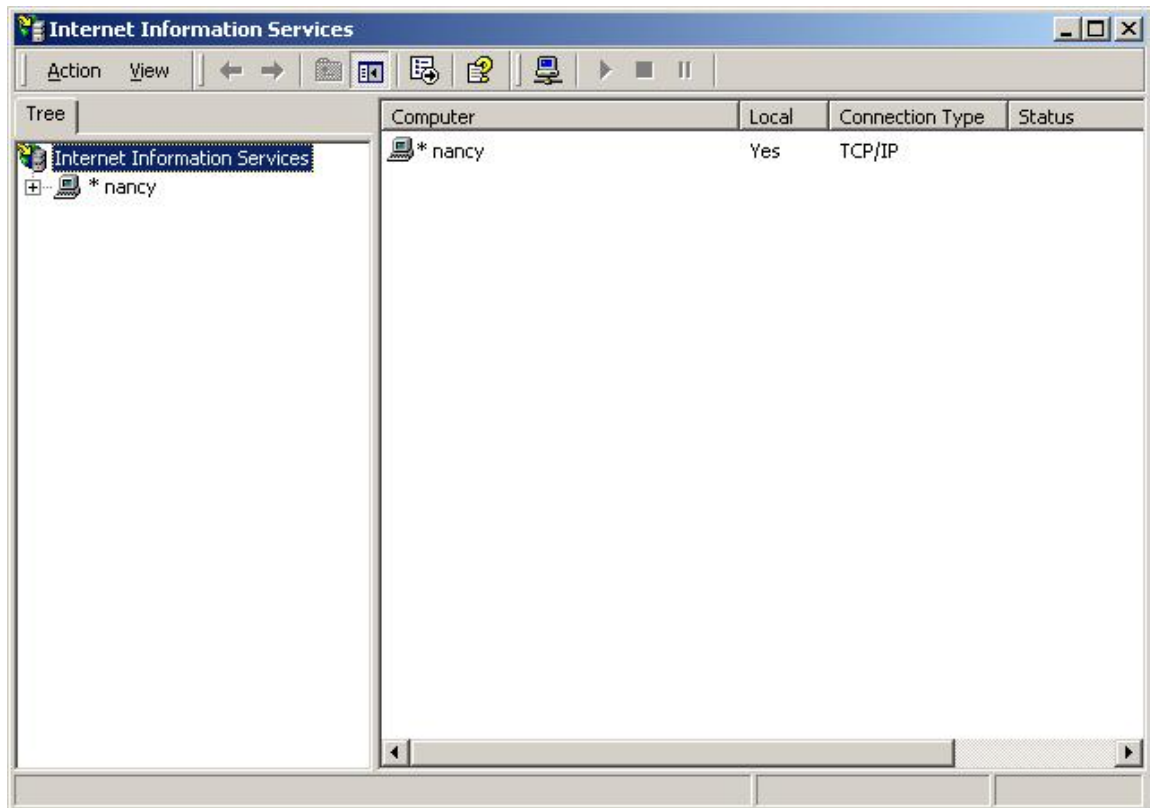 Internet Information Services
Action View
Tree
Computer Local Connection Type Status
Internet Information Services
* nancy
* nancy Yes TCP/IP